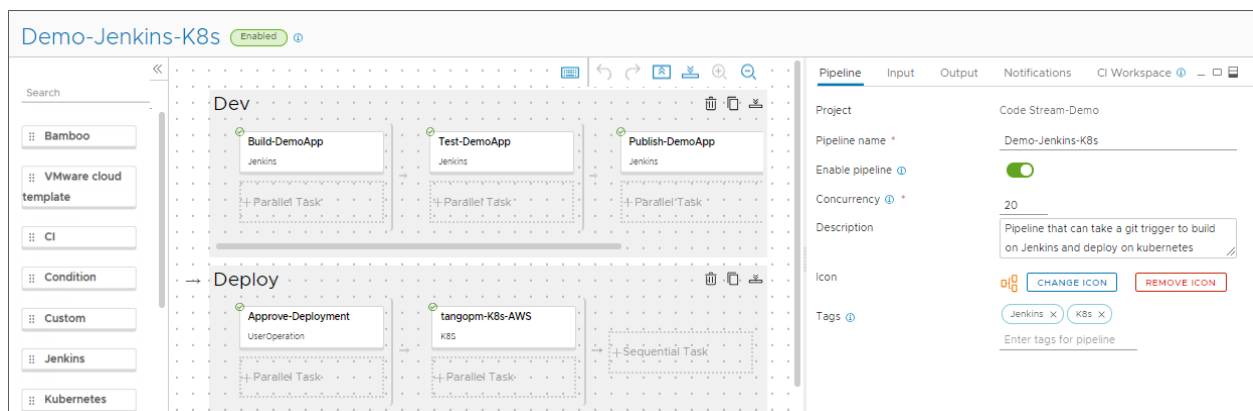 Demo-Jenkins-K8s Enabled
Search
Bamboo
VMware cloud
template
CI
Condition
Custom
Jenkins
Kubernetes
Dev
Build-DemoApp
Jenkins
+ Parallel Task
Test-DemoApp
Jenkins
+ Parallel Task
Publish-DemoApp
Jenkins
+ Parallel Task
Deploy
Approve-Deployment
UserOperation
+ Parallel Task
tangopm-K8s-AWS
K8S
+ Parallel Task
+ Sequential Task
Pipeline Input Output Notifications CI Workspace
Project Code Stream-Demo
Pipeline name * Demo-Jenkins-K8s
Enable pipeline
Concurrency * 20
Description Pipeline that can take a git trigger to build
on Jenkins and deploy on kubernetes
Icon CHANGE ICON REMOVE ICON
Tags Jenkins X K8s X
Enter tags for pipeline